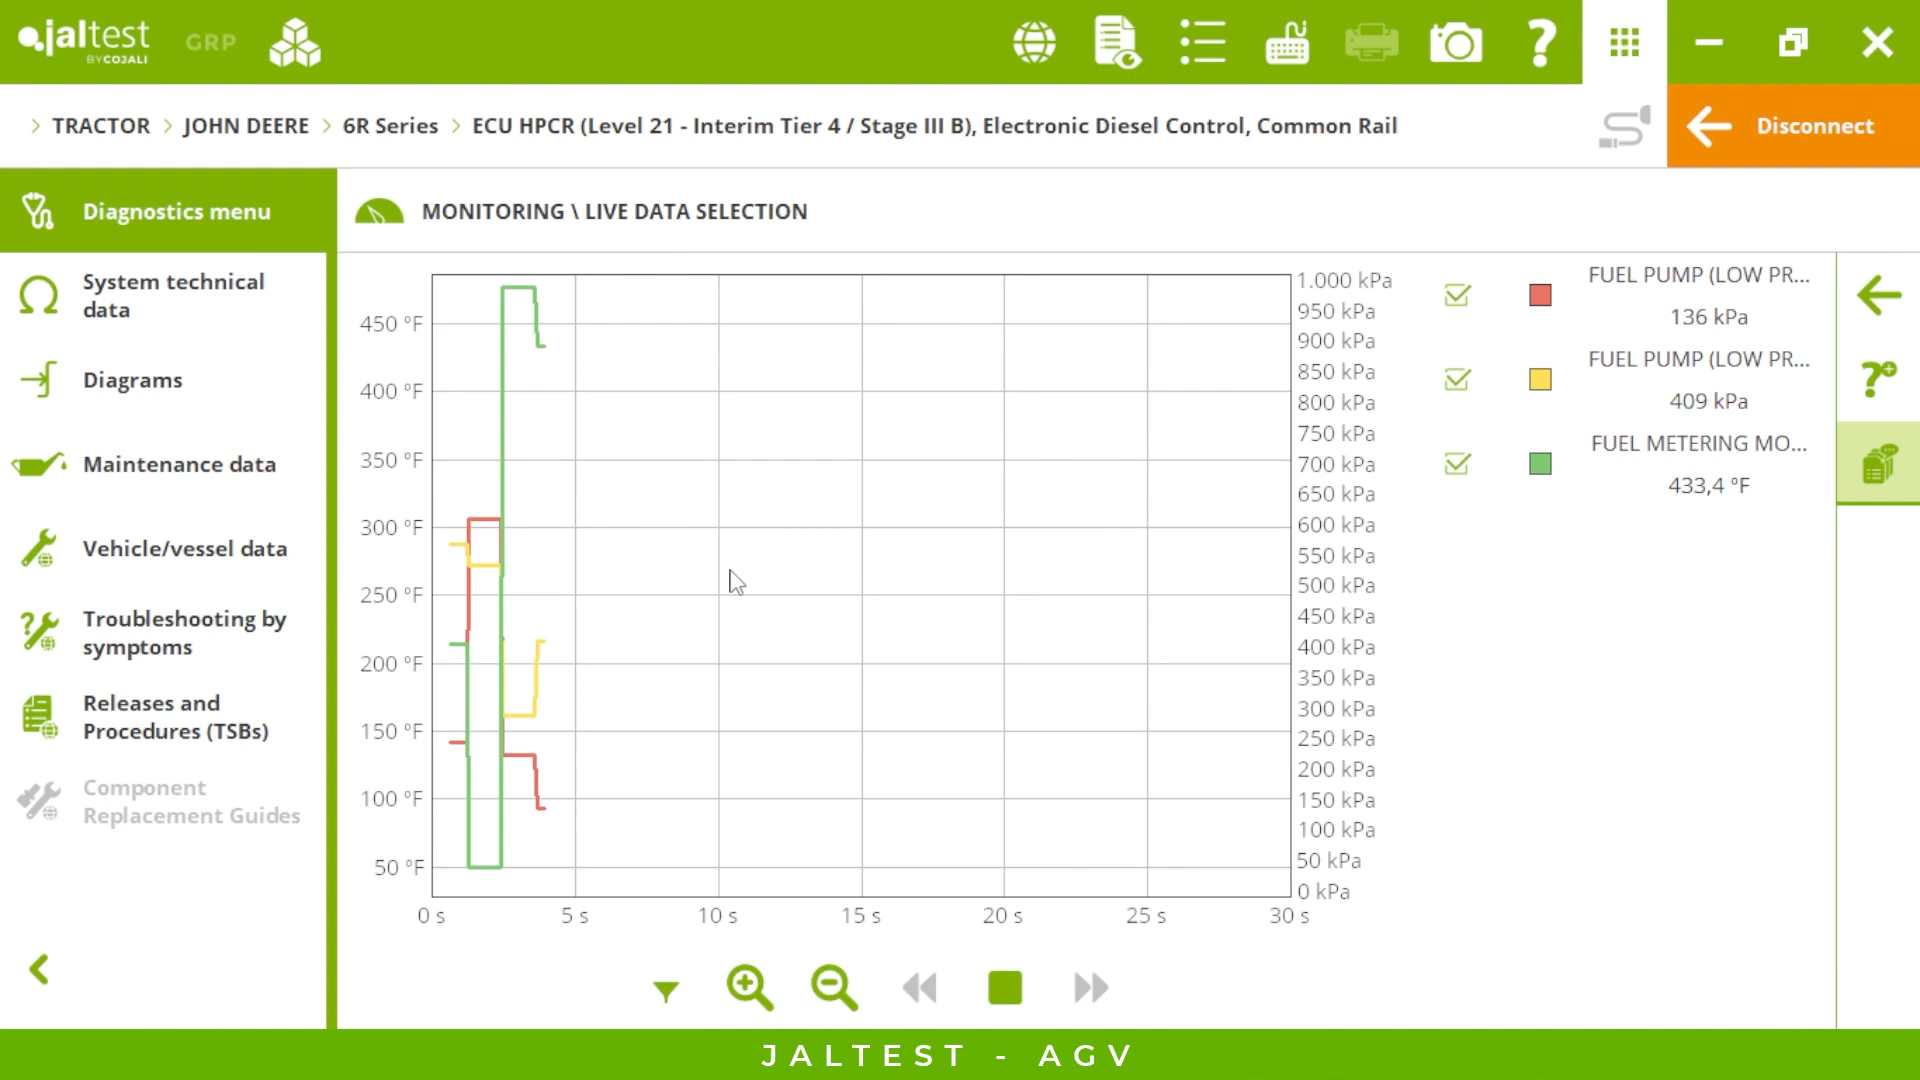 jaltest
BY COJALI
GRP
TRACTOR
JOHN DEERE
6R Series
ECU HPCR (Level 21 - Interim Tier 4 / Stage III B), Electronic Diesel Control, Common Rail
Disconnect
Diagnostics menu
System technical
data
Diagrams
Maintenance data
Vehicle/vessel data
Troubleshooting by
symptoms
Releases and
Procedures (TSBs)
Component
Replacement Guides
MONITORING \ LIVE DATA SELECTION
450 °F
400 °F
350 °F
300 °F
250 °F
200 °F
150 °F
100 °F
50 °F
0 s
5 s
10 s
15 s
20 s
25 s
30 s
1.000 kPa
950 kPa
900 kPa
850 kPa
800 kPa
750 kPa
700 kPa
650 kPa
600 kPa
550 kPa
500 kPa
450 kPa
400 kPa
350 kPa
300 kPa
250 kPa
200 kPa
150 kPa
100 kPa
50 kPa
0 kPa
FUEL PUMP (LOW PR...
136 kPa
FUEL PUMP (LOW PR...
409 kPa
FUEL METERING MO...
433,4 °F
JALTEST - AGV